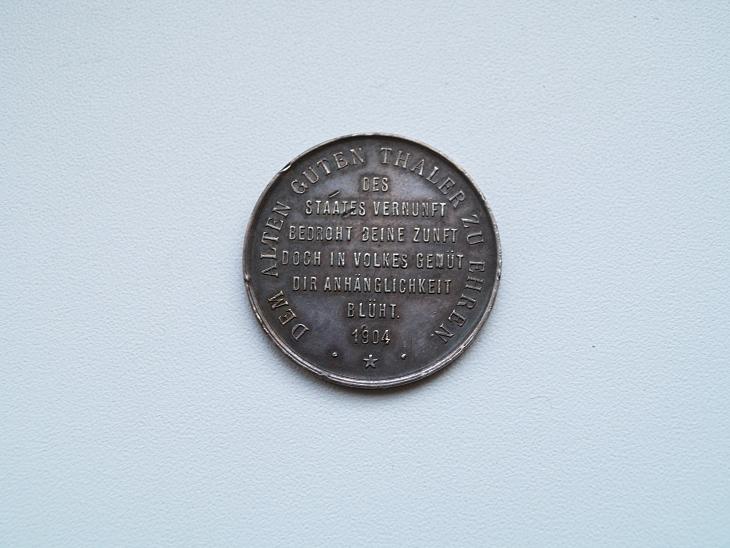 DEM ALTEN GUTEN THALER ZU EHREN
DES
STAATES VERNUNFT
BEDROHT DEINE ZUNFT
DOCH IN VOLKES GEMÜT
DIR ANHÄNGLICHKEIT
BLÜHT.
1904